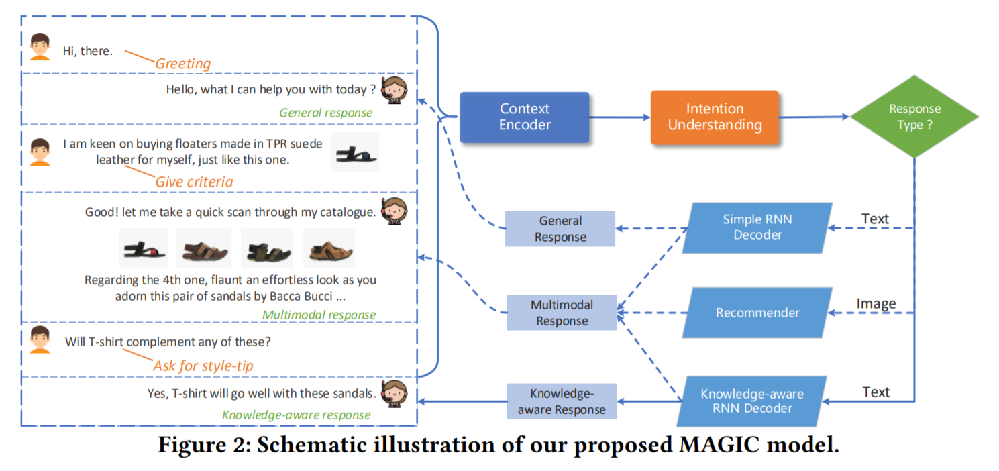 Hi, there.
Greeting
Hello, what I can help you with today ?
General response
I am keen on buying floaters made in TPR suede
leather for myself, just like this one.
Give criteria
Good! let me take a quick scan through my catalogue.
Regarding the 4th one, flaunt an effortless look as you
adorn this pair of sandals by Bacca Bucci ...
Multimodal response
Will T-shirt complement any of these?
Ask for style-tip
Yes, T-shirt will go well with these sandals.
Knowledge-aware response
Context
Encoder
Intention
Understanding
Response
Type ?
General
Response
Simple RNN
Decoder
Text
Multimodal
Response
Recommender
Image
Knowledge-
aware Response
Knowledge-aware
RNN Decoder
Text
Figure 2: Schematic illustration of our proposed MAGIC model.